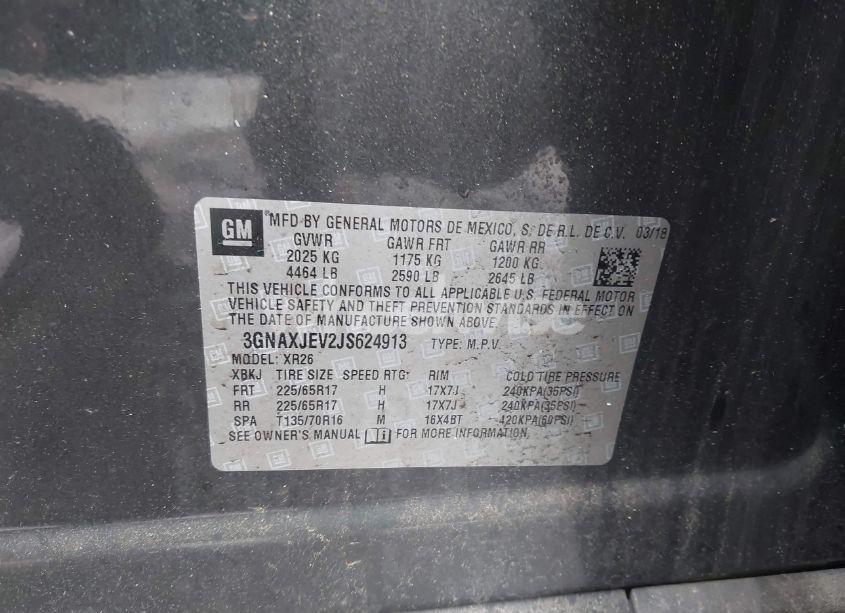 GM ® MFD BY GENERAL MOTORS DE MEXICO, S. DE R.L. DE C.V. 03/18
GVWR GAWR FRT GAWR RR
2025 KG 1175 KG 1200 KG
4464 LB 2590 LB 2645 LB
THIS VEHICLE CONFORMS TO ALL APPLICABLE U.S. FEDERAL MOTOR
VEHICLE SAFETY AND THEFT PREVENTION STANDARDS IN EFFECT ON
THE DATE OF MANUFACTURE SHOWN ABOVE.
3GNAXJEV2JS624913 TYPE: M.P.V.
MODEL: XR26
XBKJ TIRE SIZE SPEED RTG RIM COLD TIRE PRESSURE
FRT 225/65R17 H 17X7J 240KPA(35PSI)
RR 225/65R17 H 17X7J 240KPA(35PSI)
SPA T135/70R16 M 16X4BT 420KPA(60PSI)
SEE OWNER'S MANUAL FOR MORE INFORMATION.